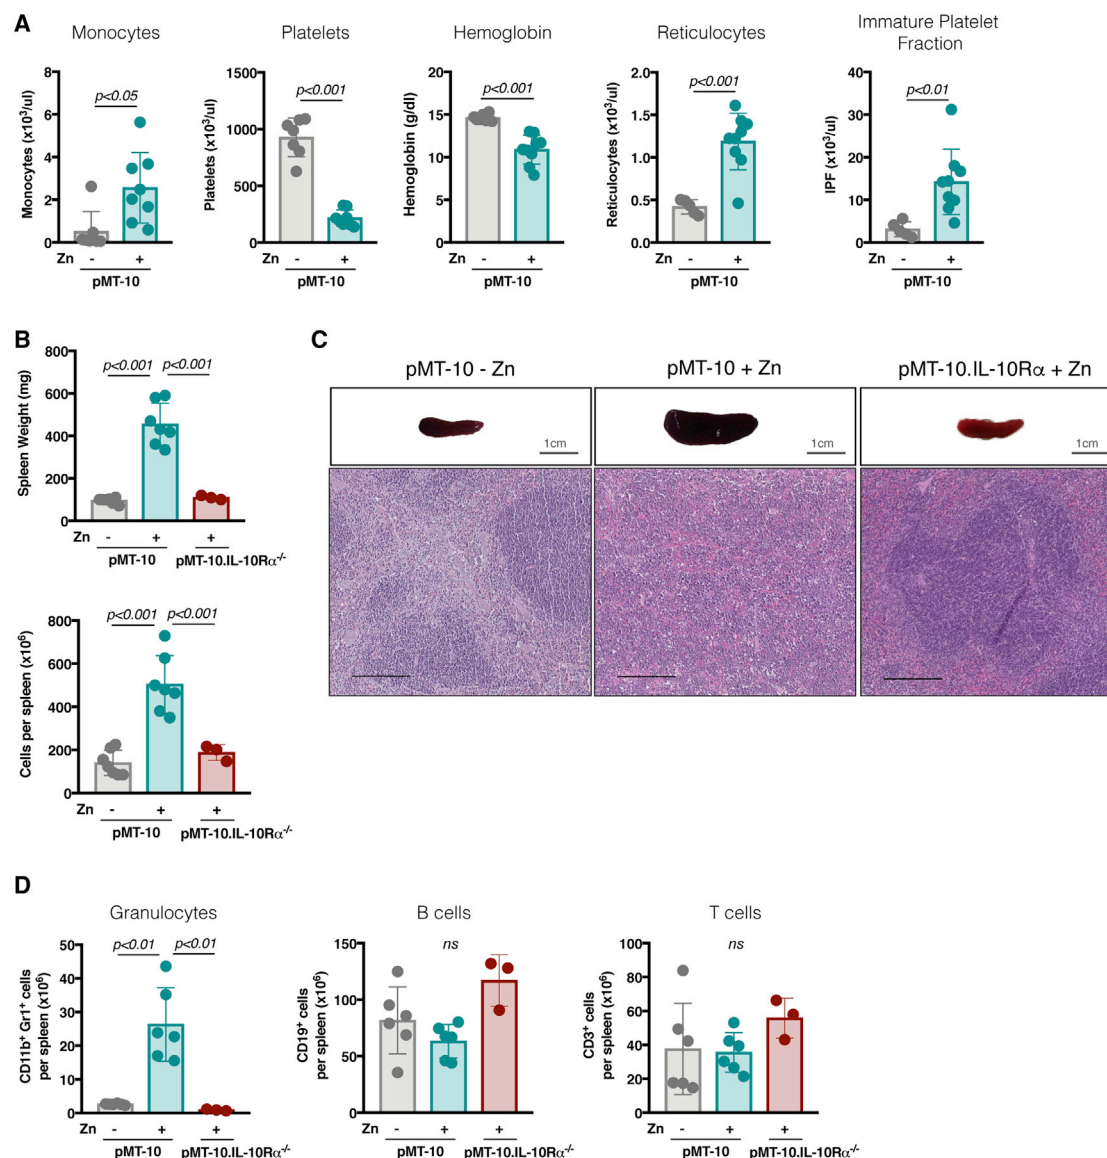 A
Monocytes
Platelets
Hemoglobin
Reticulocytes
Immature Platelet
Fraction
Monocytes (x10³/ul)
8
6
4
2
0
p<0.05
Zn - +
pMT-10
Platelets (x10³/ul)
1500
1000
500
0
p<0.001
Zn - +
pMT-10
Hemoglobin (g/dl)
20
15
10
5
0
p<0.001
Zn - +
pMT-10
Reticulocytes (x10³/ul)
2.0
1.5
1.0
0.5
0.0
p<0.001
Zn - +
pMT-10
IPF (x10³/ul)
40
30
20
10
0
p<0.01
Zn - +
pMT-10
B
Spleen Weight (mg)
800
600
400
200
0
p<0.001 p<0.001
Zn - + +
pMT-10 pMT-10.IL-10Rα-/-
Cells per spleen (x10⁶)
800
600
400
200
0
p<0.001 p<0.001
Zn - + +
pMT-10 pMT-10.IL-10Rα-/-
C
pMT-10 - Zn
pMT-10 + Zn
pMT-10.IL-10Rα + Zn
1cm
1cm
1cm
D
Granulocytes
B cells
T cells
CD11b⁺ Gr1⁺ cells
per spleen (x10⁶)
50
40
30
20
10
0
p<0.01 p<0.01
Zn - + +
pMT-10 pMT-10.IL-10Rα-/-
CD19⁺ cells
per spleen (x10⁶)
150
100
50
0
ns
Zn - + +
pMT-10 pMT-10.IL-10Rα-/-
CD3⁺ cells
per spleen (x10⁶)
100
80
60
40
20
0
ns
Zn - + +
pMT-10 pMT-10.IL-10Rα-/-